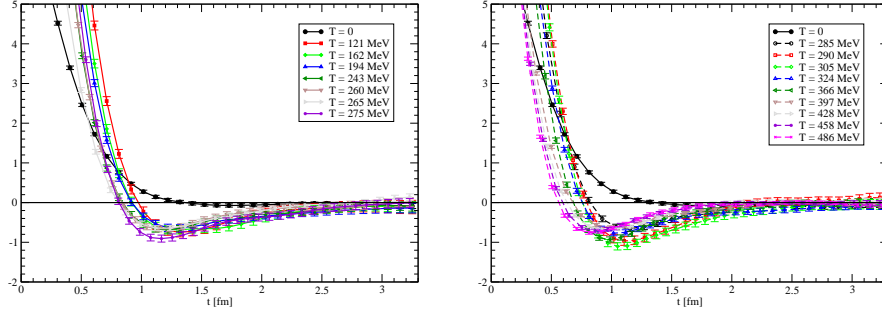 5
4
3
2
1
0
-1
-2
0
0.5
1
1.5
2
2.5
3
t [fm]
T = 0
T = 121 MeV
T = 162 MeV
T = 194 MeV
T = 243 MeV
T = 260 MeV
T = 265 MeV
T = 275 MeV
5
4
3
2
1
0
-1
-2
0
0.5
1
1.5
2
2.5
3
t [fm]
T = 0
T = 285 MeV
T = 290 MeV
T = 305 MeV
T = 324 MeV
T = 366 MeV
T = 397 MeV
T = 428 MeV
T = 458 MeV
T = 486 MeV